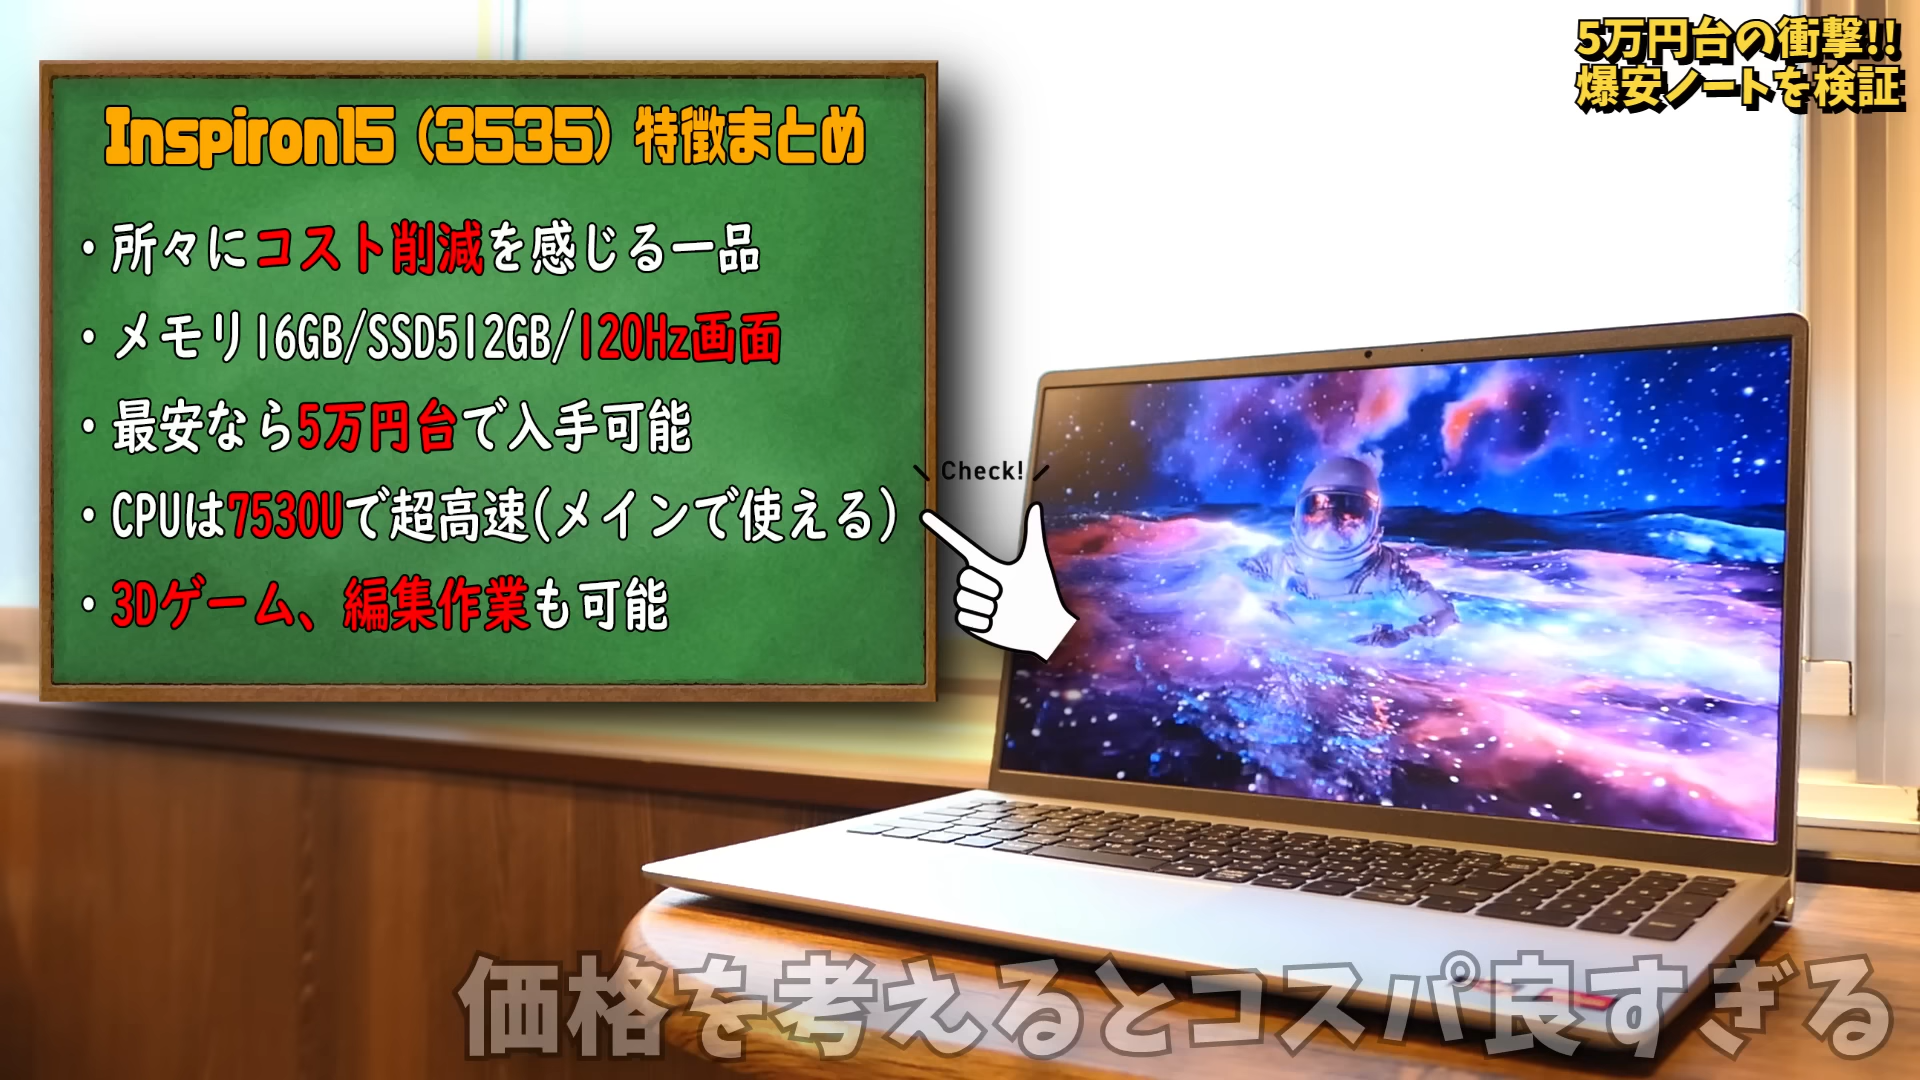 5万円台の衝撃!!
爆安ノートを検証
Inspiron15（3535）特徴まとめ
・所々にコスト削減を感じる一品
・メモリ16GB/SSD512GB/120Hz画面
・最安なら5万円台で入手可能
・CPUは7530Uで超高速(メインで使える)
・3Dゲーム、編集作業も可能
Check!
価格を考えるとコスパ良すぎる